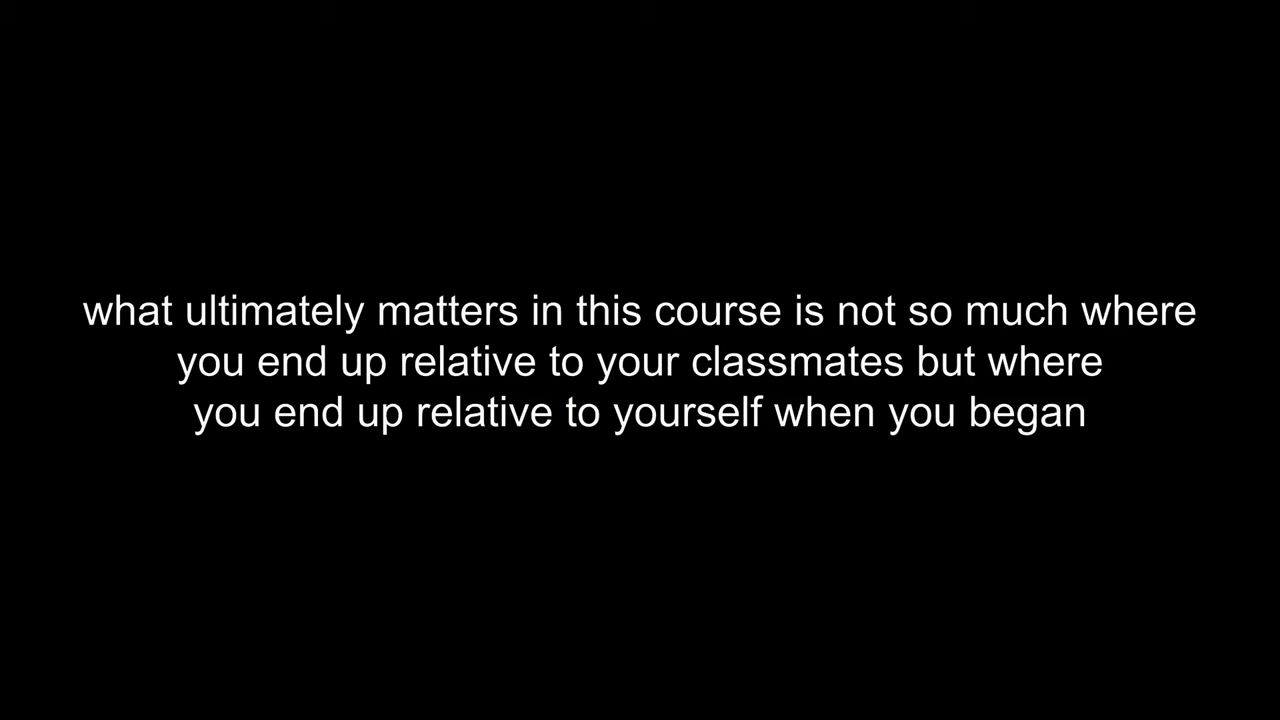 what ultimately matters in this course is not so much where
you end up relative to your classmates but where
you end up relative to yourself when you began